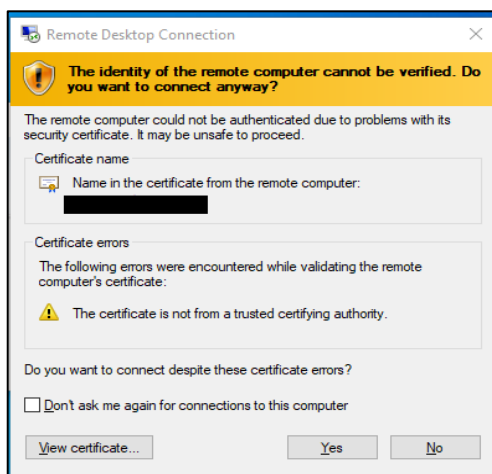 Remote Desktop Connection
The identity of the remote computer cannot be verified. Do
you want to connect anyway?
The remote computer could not be authenticated due to problems with its
security certificate. It may be unsafe to proceed.
Certificate name
Name in the certificate from the remote computer:
Certificate errors
The following errors were encountered while validating the remote
computer's certificate:
The certificate is not from a trusted certifying authority.
Do you want to connect despite these certificate errors?
Don't ask me again for connections to this computer
View certificate...
Yes
No